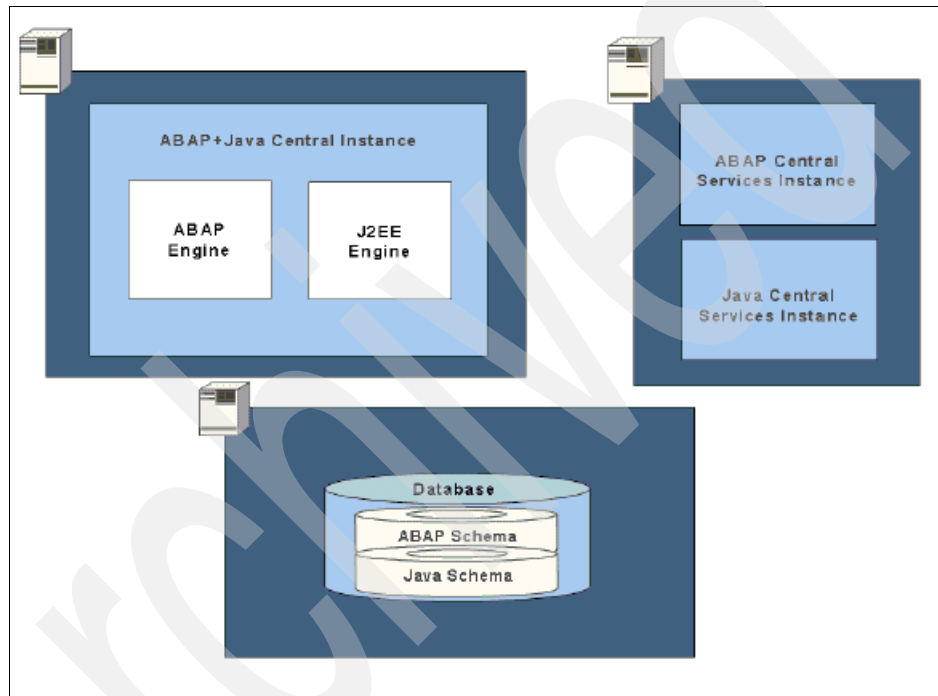 ABAP+Java Central Instance
ABAP
Engine
J2EE
Engine
ABAP Central
Services Instance
Java Central
Services Instance
Database
ABAP Schema
Java Schema
rchived